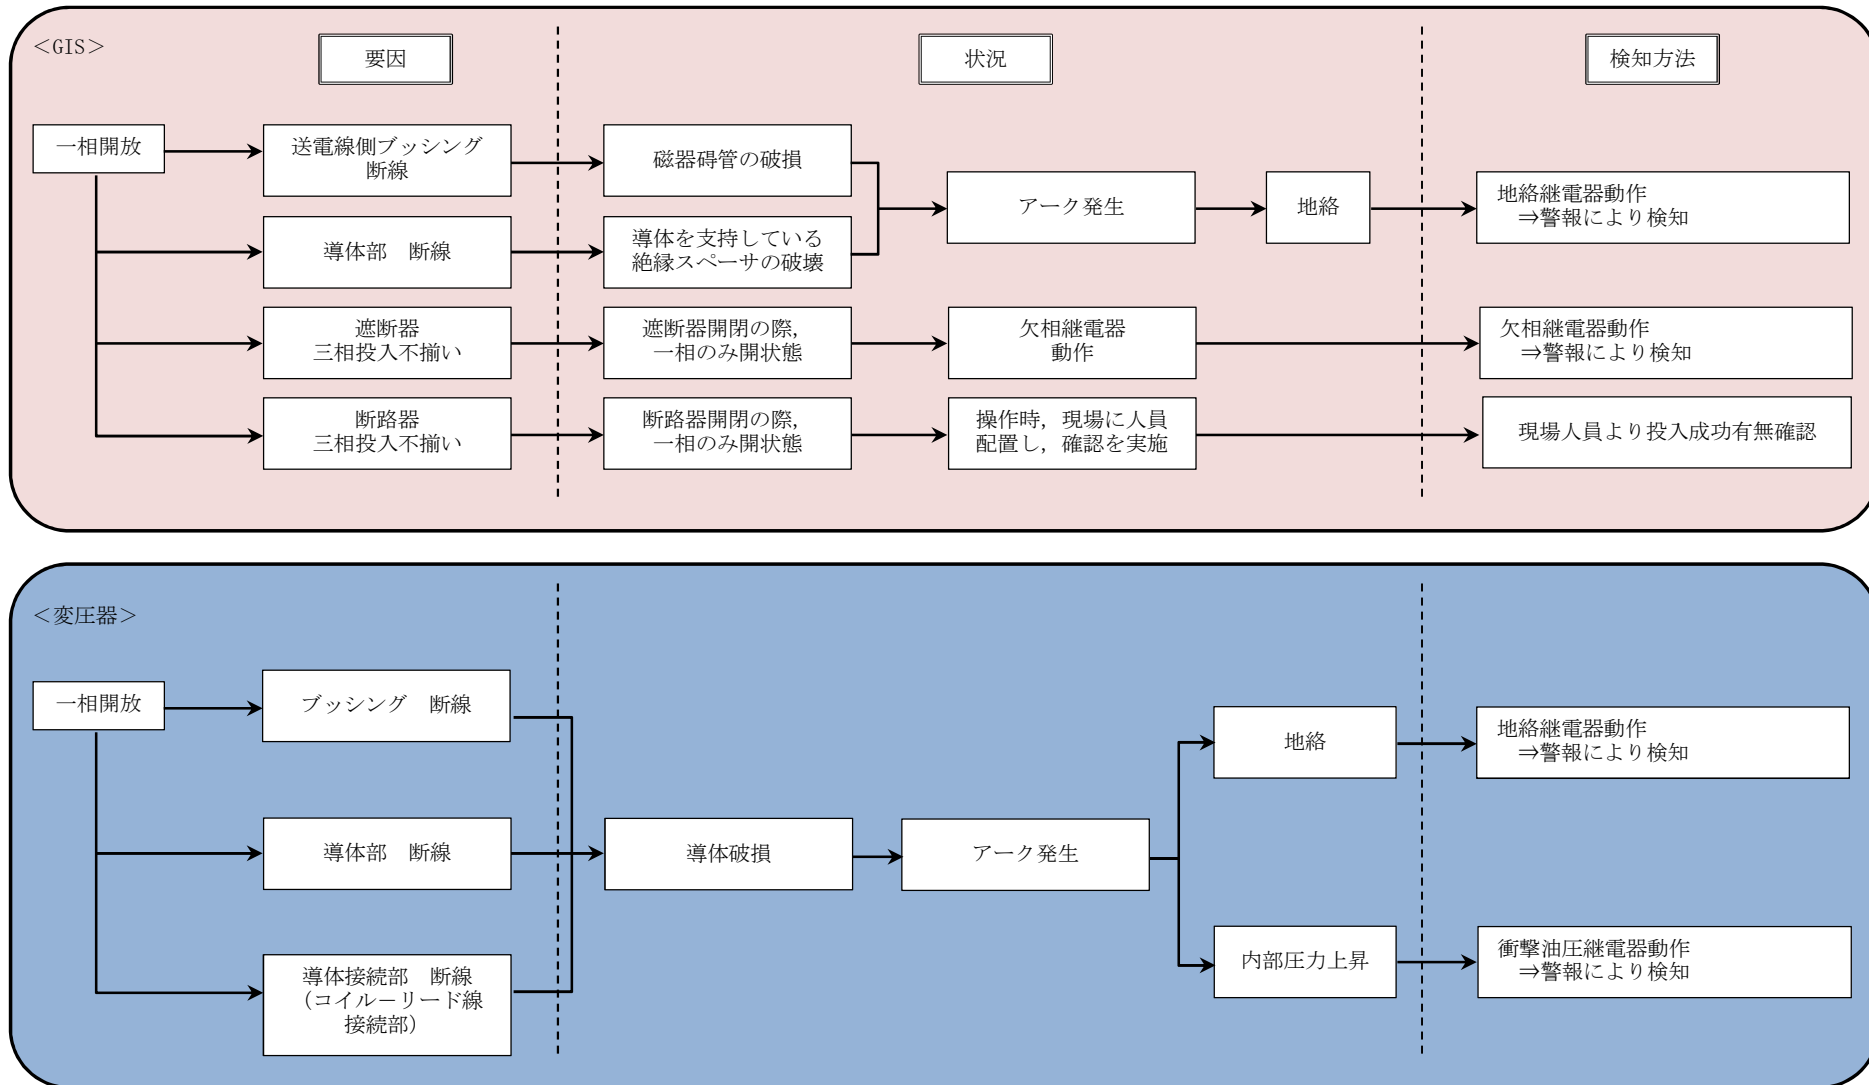 ＜GIS＞
要因
状況
検知方法
一相開放
送電線側ブッシング
断線
磁器碍管の破損
アーク発生
地絡
地絡継電器動作
⇒警報により検知
導体部　断線
導体を支持している
絶縁スペーサの破壊
遮断器
三相投入不揃い
遮断器開閉の際，
一相のみ開状態
欠相継電器
動作
欠相継電器動作
⇒警報により検知
断路器
三相投入不揃い
断路器開閉の際，
一相のみ開状態
操作時，現場に人員
配置し，確認を実施
現場人員より投入成功有無確認
＜変圧器＞
一相開放
ブッシング　断線
導体部　断線
導体接続部　断線
（コイル－リード線
接続部）
導体破損
アーク発生
地絡
地絡継電器動作
⇒警報により検知
内部圧力上昇
衝撃油圧継電器動作
⇒警報により検知